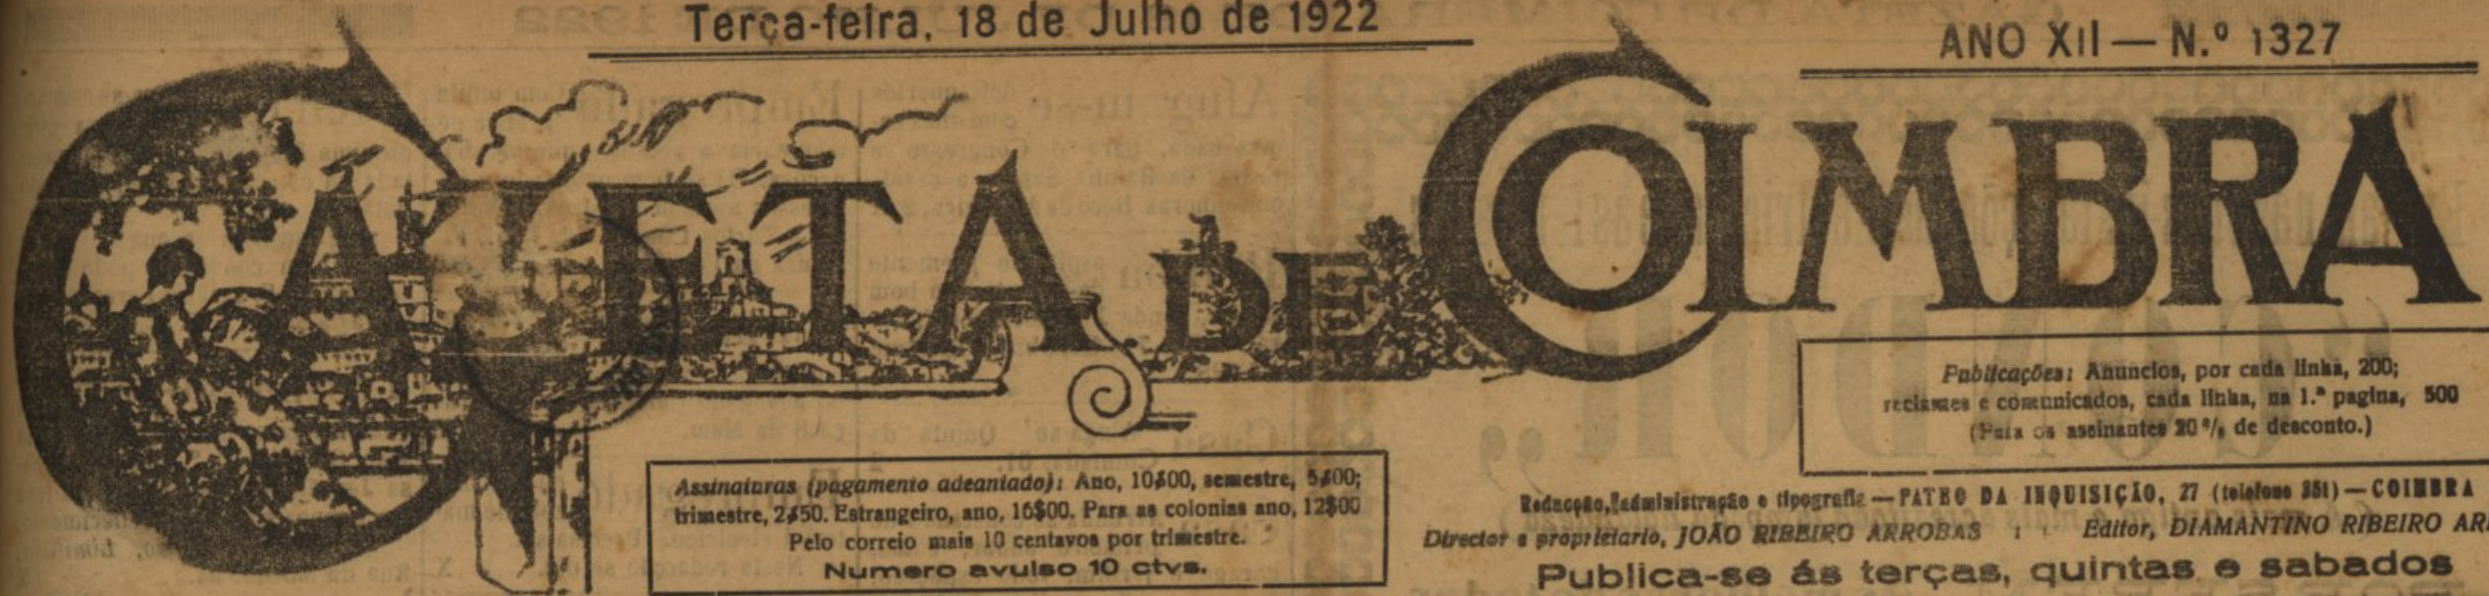 Terça-feira, 18 de Julho de 1922
ANO XII — N.º 1327
GAZETA DE COIMBRA
Publicações: Anuncios, por cada linha, 200;
reclames e comunicados, cada linha, na 1.ª pagina, 500
(Para os assinantes 20 % de desconto.)
Assinaturas (pagamento adeantado): Ano, 10$00, semestre, 5$00;
trimestre, 2$50. Estrangeiro, ano, 16$00. Para as colonias ano, 12$00
Pelo correio mais 10 centavos por trimestre.
Numero avulso 10 ctvs.
Redacção, administração e tipografia — PATEO DA INQUISIÇÃO, 27 (telefone 351) — COIMBRA
Director e proprietario, JOÃO RIBEIRO ARROBAS Editor, DIAMANTINO RIBEIRO AR
Publica-se ás terças, quintas e sabados